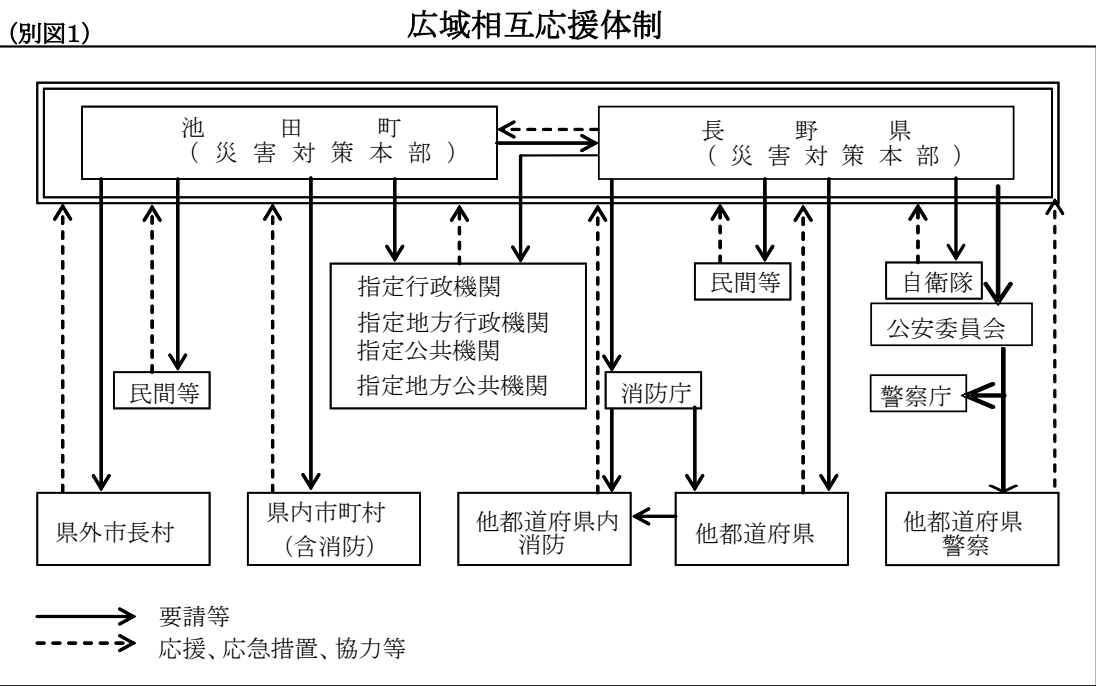 (別図1)
広域相互応援体制
池田町
(災害対策本部)
長野県
(災害対策本部)
指定行政機関
指定地方行政機関
指定公共機関
指定地方公共機関
民間等
自衛隊
公安委員会
民間等
消防庁
警察庁
県外市長村
県内市町村
(含消防)
他都道府県内
消防
他都道府県
他都道府県
警察
要請等
応援、応急措置、協力等